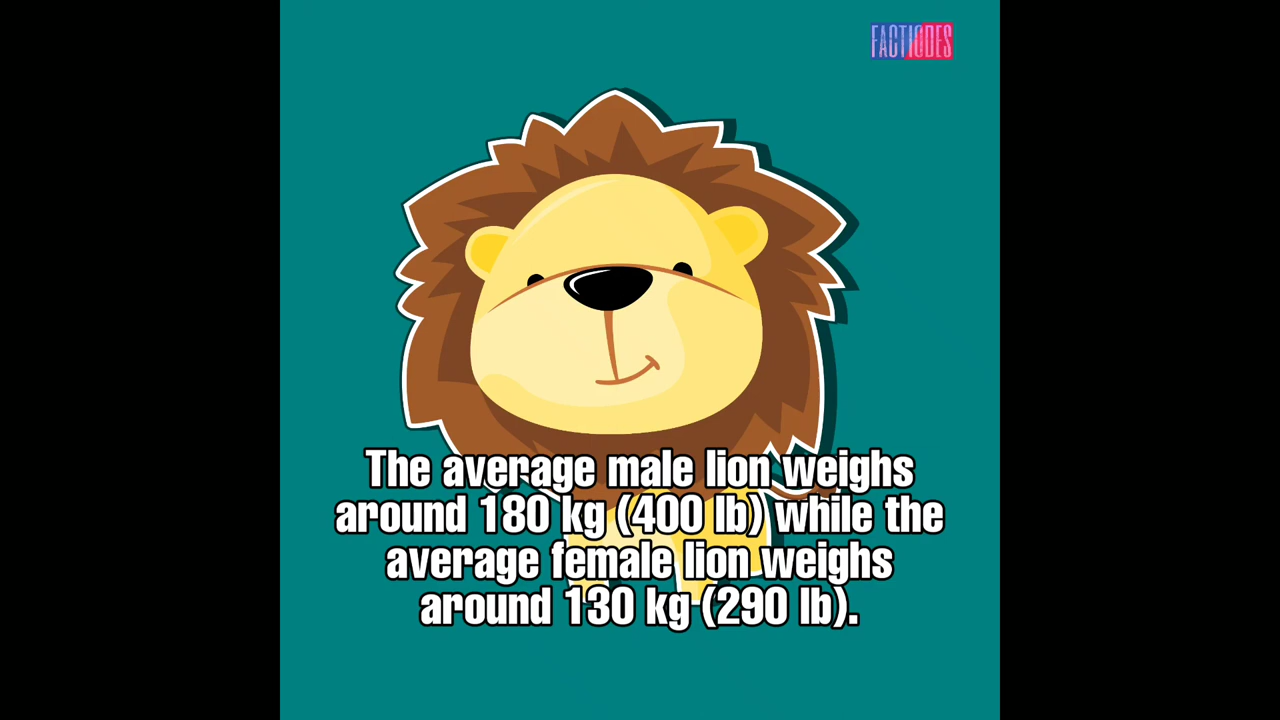 FACTIODES
The average male lion weighs
around 180 kg (400 lb) while the
average female lion weighs
around 130 kg (290 lb).